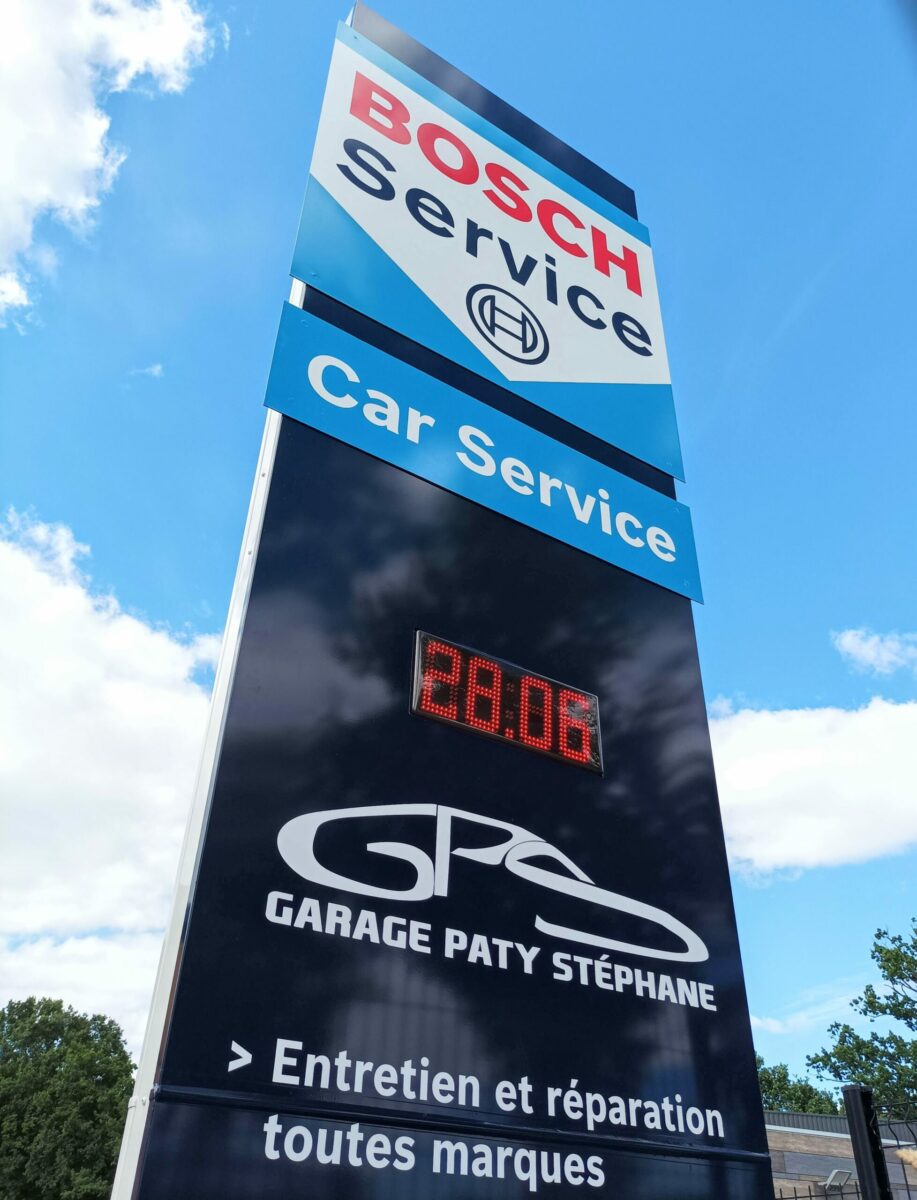 BOSCH
Service
Car Service
28.06
GPS
GARAGE PATY STÉPHANE
> Entretien et réparation
toutes marques